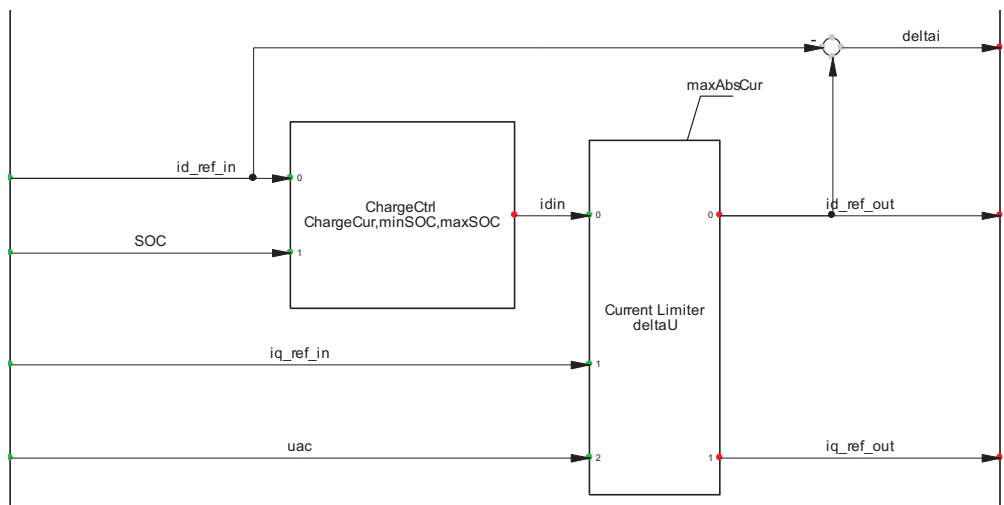 -
deltai
maxAbsCur
id_ref_in
0
ChargeCtrl
ChargeCur,minSOC,maxSOC
idin
0
0
id_ref_out
SOC
1
Current Limiter
deltaU
iq_ref_in
1
uac
2
1
iq_ref_out